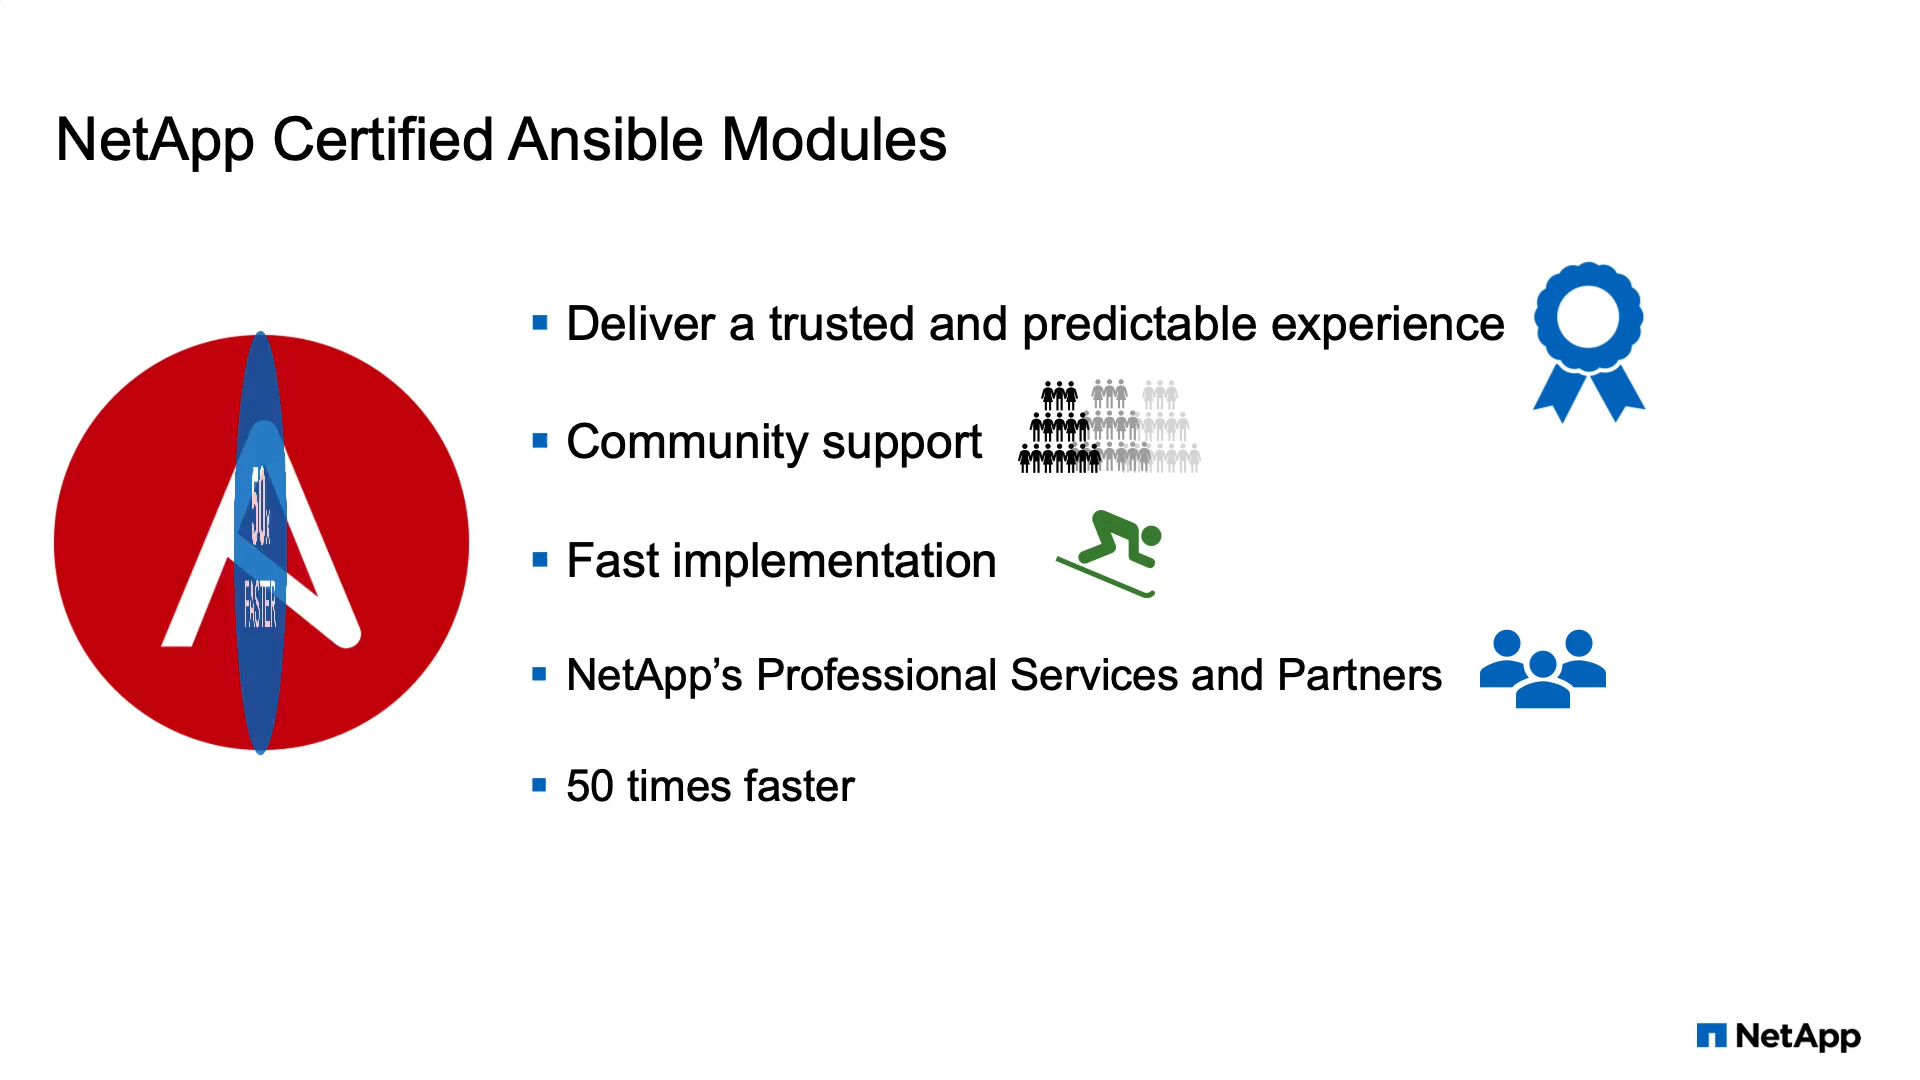 NetApp Certified Ansible Modules
Deliver a trusted and predictable experience
Community support
Fast implementation
NetApp’s Professional Services and Partners
50 times faster
50x
FASTER
NetApp